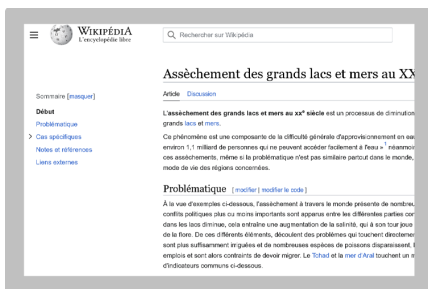 WIKIPÉDIA
L'encyclopédie libre
Rechercher sur Wikipédia
Assèchement des grands lacs et mers au XX
Sommaire [masquer]
Début
Problématique
Cas spécifiques
Notes et références
Liens externes
Article Discussion
L'assèchement des grands lacs et mers au xxe siècle est un processus de diminution
grands lacs et mers.
Ce phénomène est une composante de la difficulté générale d'approvisionnement en eau
environ 1,1 milliard de personnes qui ne peuvent accéder facilement à l'eau »1 néanmoin
ces assèchements, même si la problématique n'est pas similaire partout dans le monde,
mode de vie des régions concernées.
Problématique [modifier | modifier le code]
À la vue d'exemples ci-dessous, l'assèchement à travers le monde présente de nombreu
conflits politiques plus ou moins importants sont apparus entre les différentes parties con
dans les lacs diminue, cela entraîne une augmentation de la salinité, qui à son tour joue
de la flore. De ces différents éléments, découlent des problèmes qui touchent directemen
sont plus suffisamment irriguées et de nombreuses espèces de poissons disparaissent,
emplois et sont alors contraints de devoir migrer. Le Tchad et la mer d'Aral touchent un
d'indicateurs communs ci-dessous.